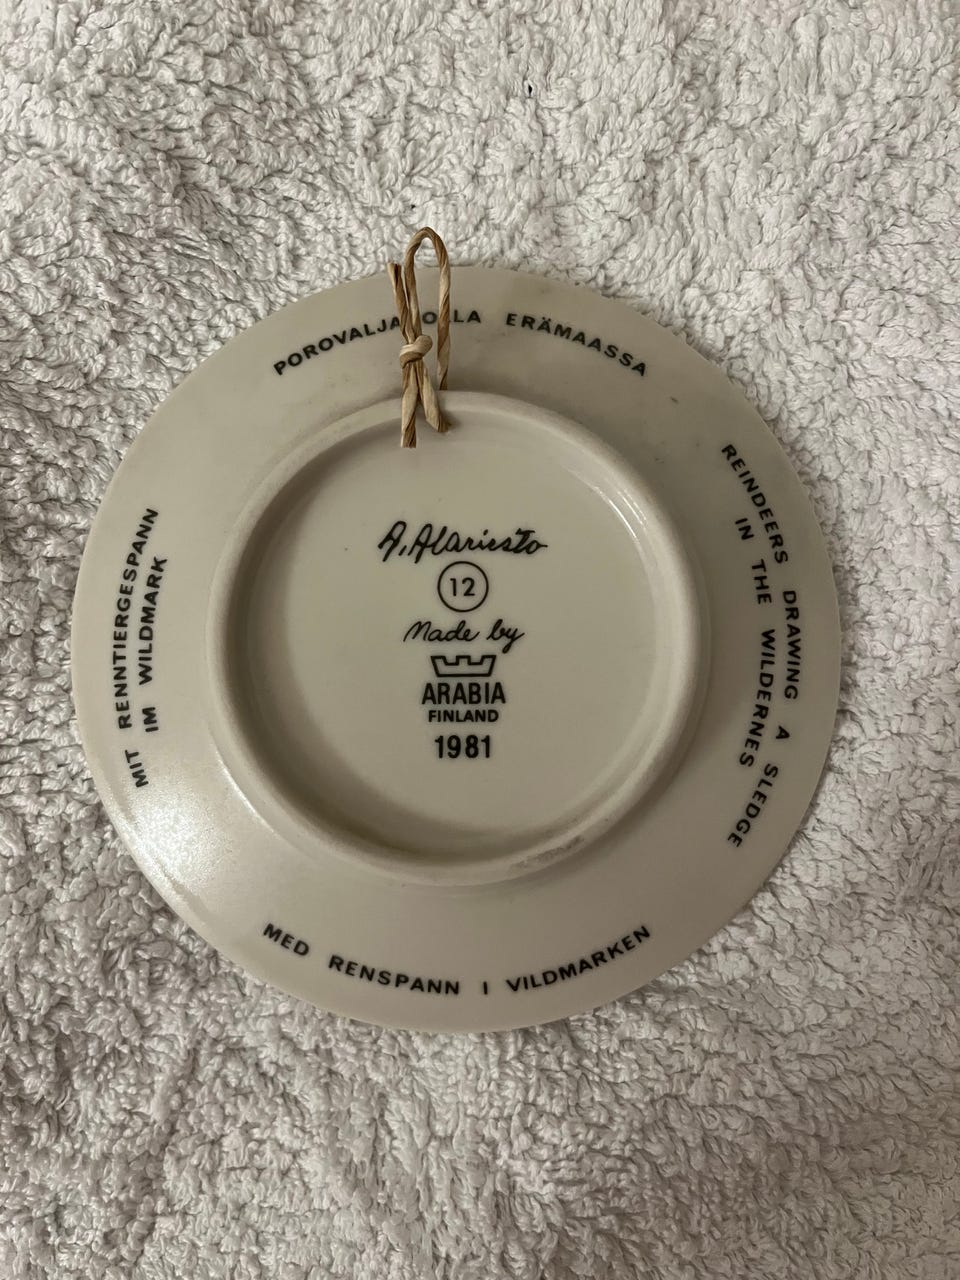 POROVALJAKOLLA ERÄMAASSA
REINDEERS DRAWING A SLEDGE
IN THE WILDERNES
MED RENSPANN I VILDMARKEN
MIT RENNTIERGESPANN
IM WILDMARK
A. Alariesto
12
Made by
ARABIA
FINLAND
1981